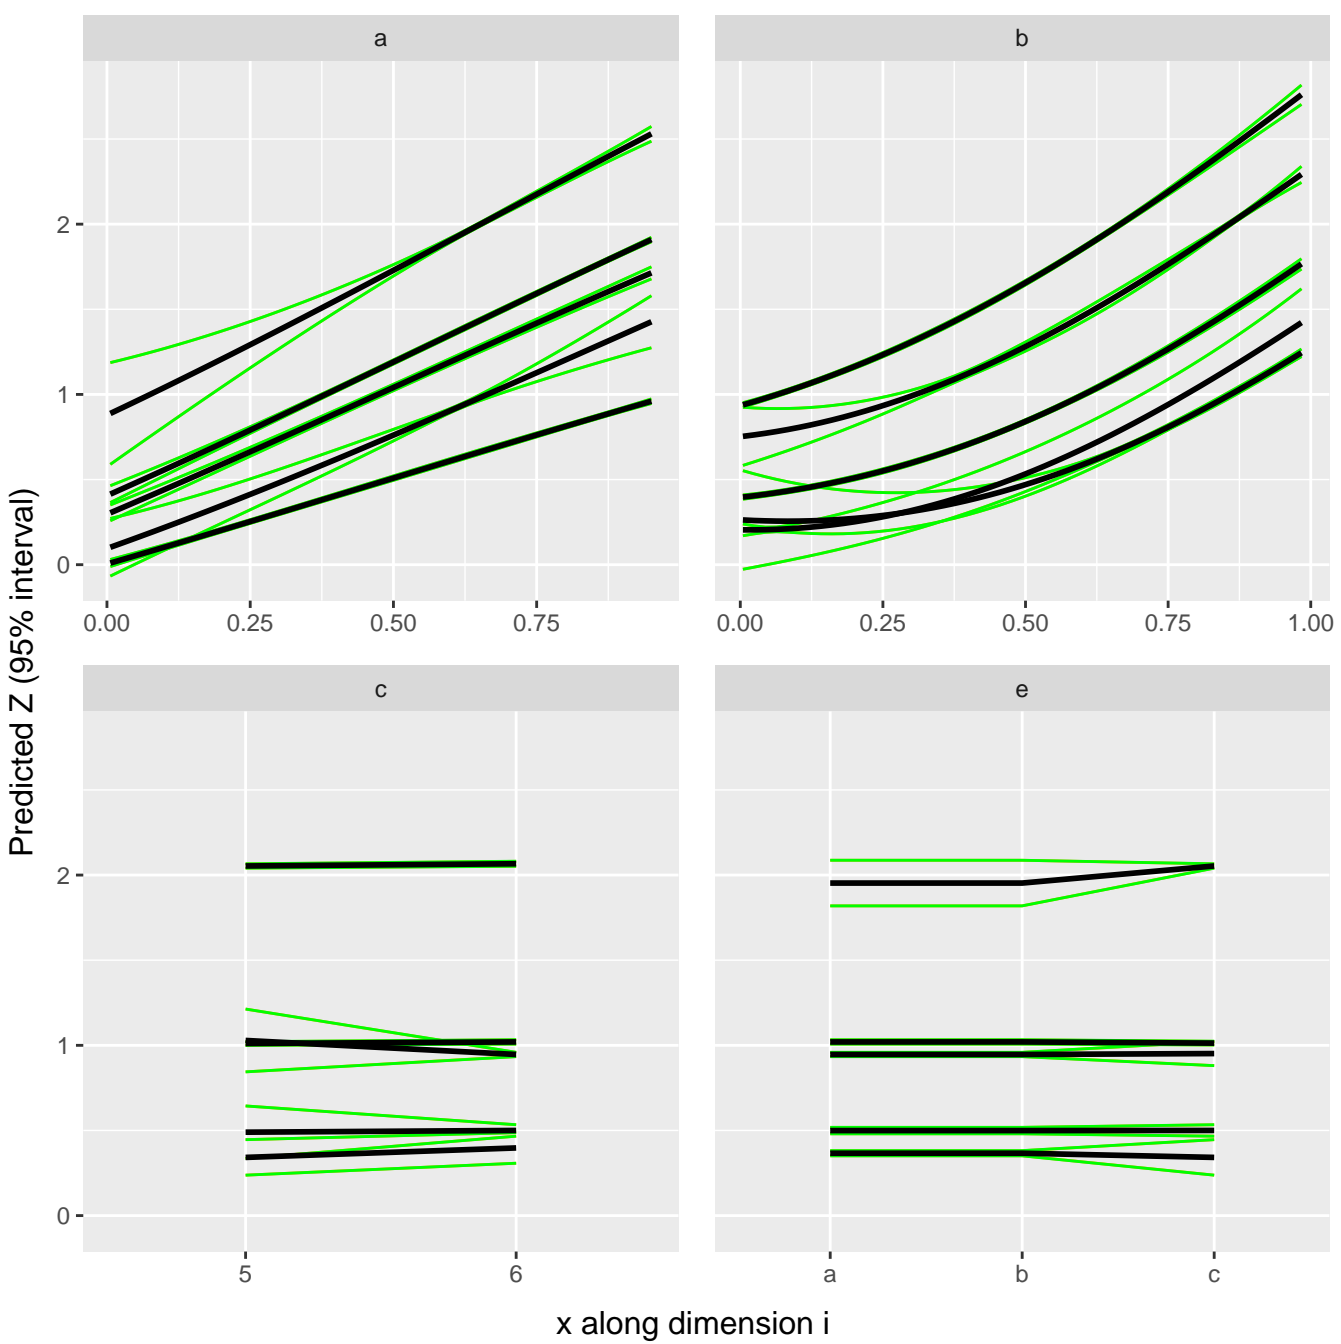 a
b
2
1
0
0.00 0.25 0.50 0.75
0.00 0.25 0.50 0.75 1.00
Predicted Z (95% interval)
c
e
2
1
0
5 6
a b c
x along dimension i